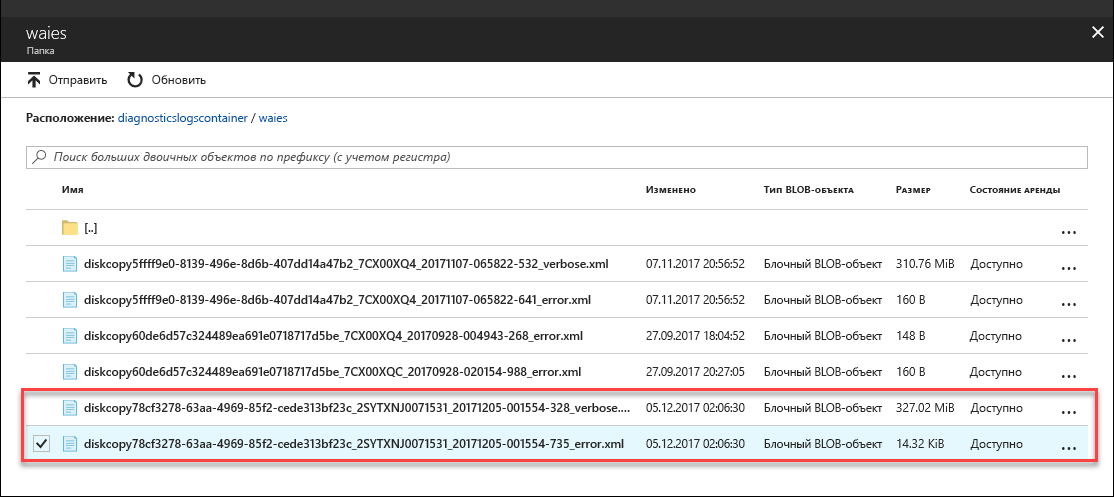 waies
Папка
Отправить Обновить
Расположение: diagnosticslogscontainer / waies
Поиск больших двоичных объектов по префиксу (с учетом регистра)
Имя Изменено Тип BLOB-объекта Размер Состояние аренды
[..] ...
diskcopy5ffff9e0-8139-496e-8d6b-407dd14a47b2_7CX00XQ4_20171107-065822-532_verbose.xml 07.11.2017 20:56:52 Блочный BLOB-объект 310.76 MiB Доступно ...
diskcopy5ffff9e0-8139-496e-8d6b-407dd14a47b2_7CX00XQ4_20171107-065822-641_error.xml 07.11.2017 20:56:52 Блочный BLOB-объект 160 B Доступно ...
diskcopy60de6d57c324489ea691e0718717d5be_7CX00XQ4_20170928-004943-268_error.xml 27.09.2017 18:04:52 Блочный BLOB-объект 148 B Доступно ...
diskcopy60de6d57c324489ea691e0718717d5be_7CX00XQC_20170928-020154-988_error.xml 27.09.2017 20:27:05 Блочный BLOB-объект 160 B Доступно ...
diskcopy78cf3278-63aa-4969-85f2-cede313bf23c_2SYTXNJ0071531_20171205-001554-328_verbose.... 05.12.2017 02:06:30 Блочный BLOB-объект 327.02 MiB Доступно ...
diskcopy78cf3278-63aa-4969-85f2-cede313bf23c_2SYTXNJ0071531_20171205-001554-735_error.xml 05.12.2017 02:06:30 Блочный BLOB-объект 14.32 KiB Доступно ...